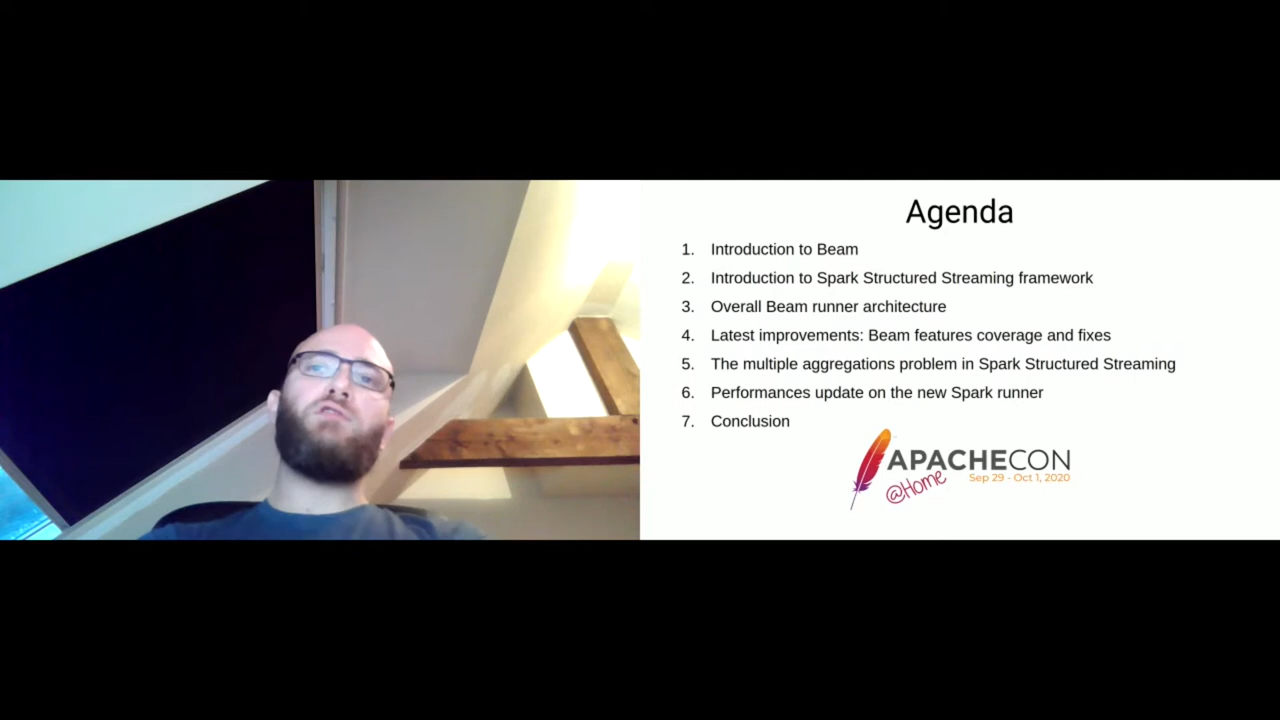 Agenda
1. Introduction to Beam
2. Introduction to Spark Structured Streaming framework
3. Overall Beam runner architecture
4. Latest improvements: Beam features coverage and fixes
5. The multiple aggregations problem in Spark Structured Streaming
6. Performances update on the new Spark runner
7. Conclusion
APACHECON
@Home Sep 29 - Oct 1, 2020